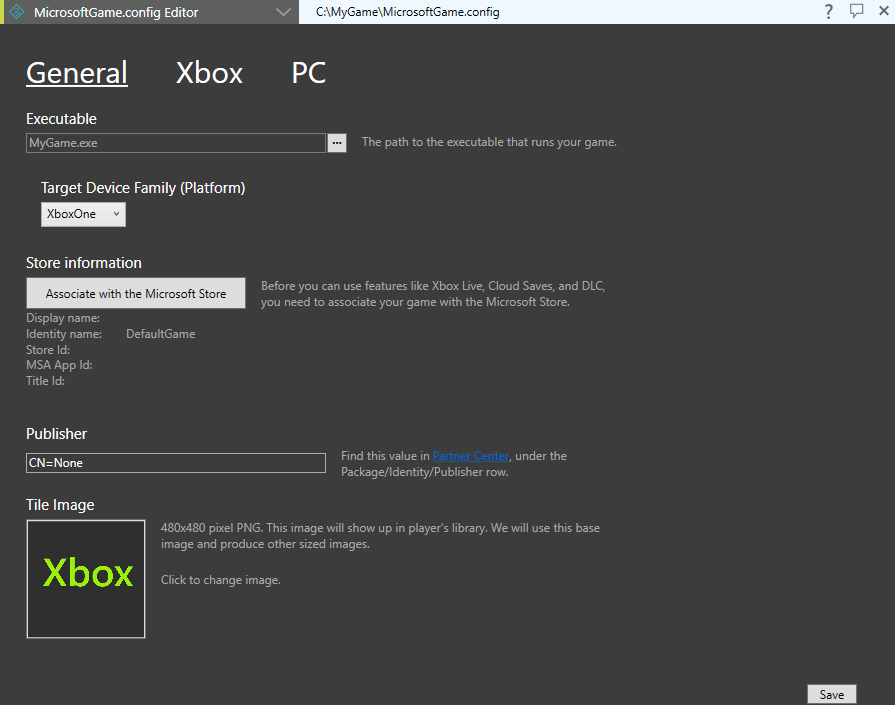 MicrosoftGame.config Editor
C:\MyGame\MicrosoftGame.config
?
General
Xbox
PC
Executable
MyGame.exe
...
The path to the executable that runs your game.
Target Device Family (Platform)
XboxOne
Store information
Associate with the Microsoft Store
Before you can use features like Xbox Live, Cloud Saves, and DLC,
you need to associate your game with the Microsoft Store.
Display name:
Identity name: DefaultGame
Store Id:
MSA App Id:
Title Id:
Publisher
CN=None
Find this value in Partner Center, under the
Package/Identity/Publisher row.
Tile Image
Xbox
480x480 pixel PNG. This image will show up in player's library. We will use this base
image and produce other sized images.
Click to change image.
Save